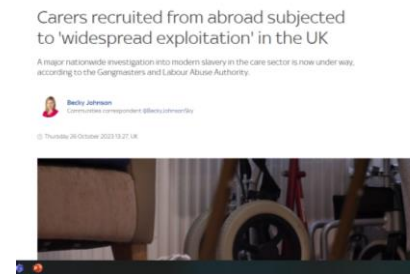 Carers recruited from abroad subjected
to 'widespread exploitation' in the UK
A major nationwide investigation into modern slavery in the care sector is now under way,
according to the Gangmasters and Labour Abuse Authority.
Becky Johnson
Communities correspondent @BeckyJohnsonSky
Thursday 26 October 2023 13:27, UK